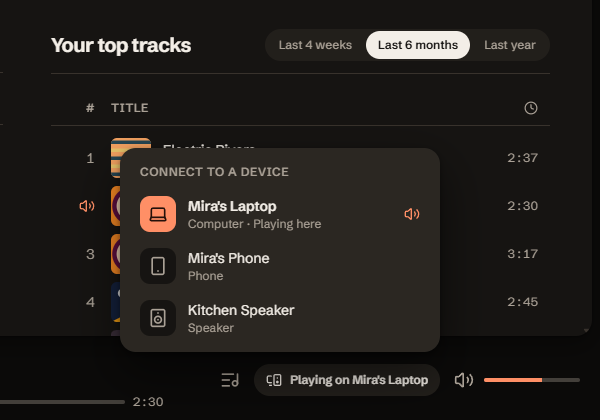 Your top tracks
Last 4 weeks
Last 6 months
Last year
# TITLE
1
2:37
CONNECT TO A DEVICE
Mira's Laptop
Computer · Playing here
2:30
Mira's Phone
Phone
3
3:17
Kitchen Speaker
Speaker
4
2:45
Playing on Mira's Laptop
2:30